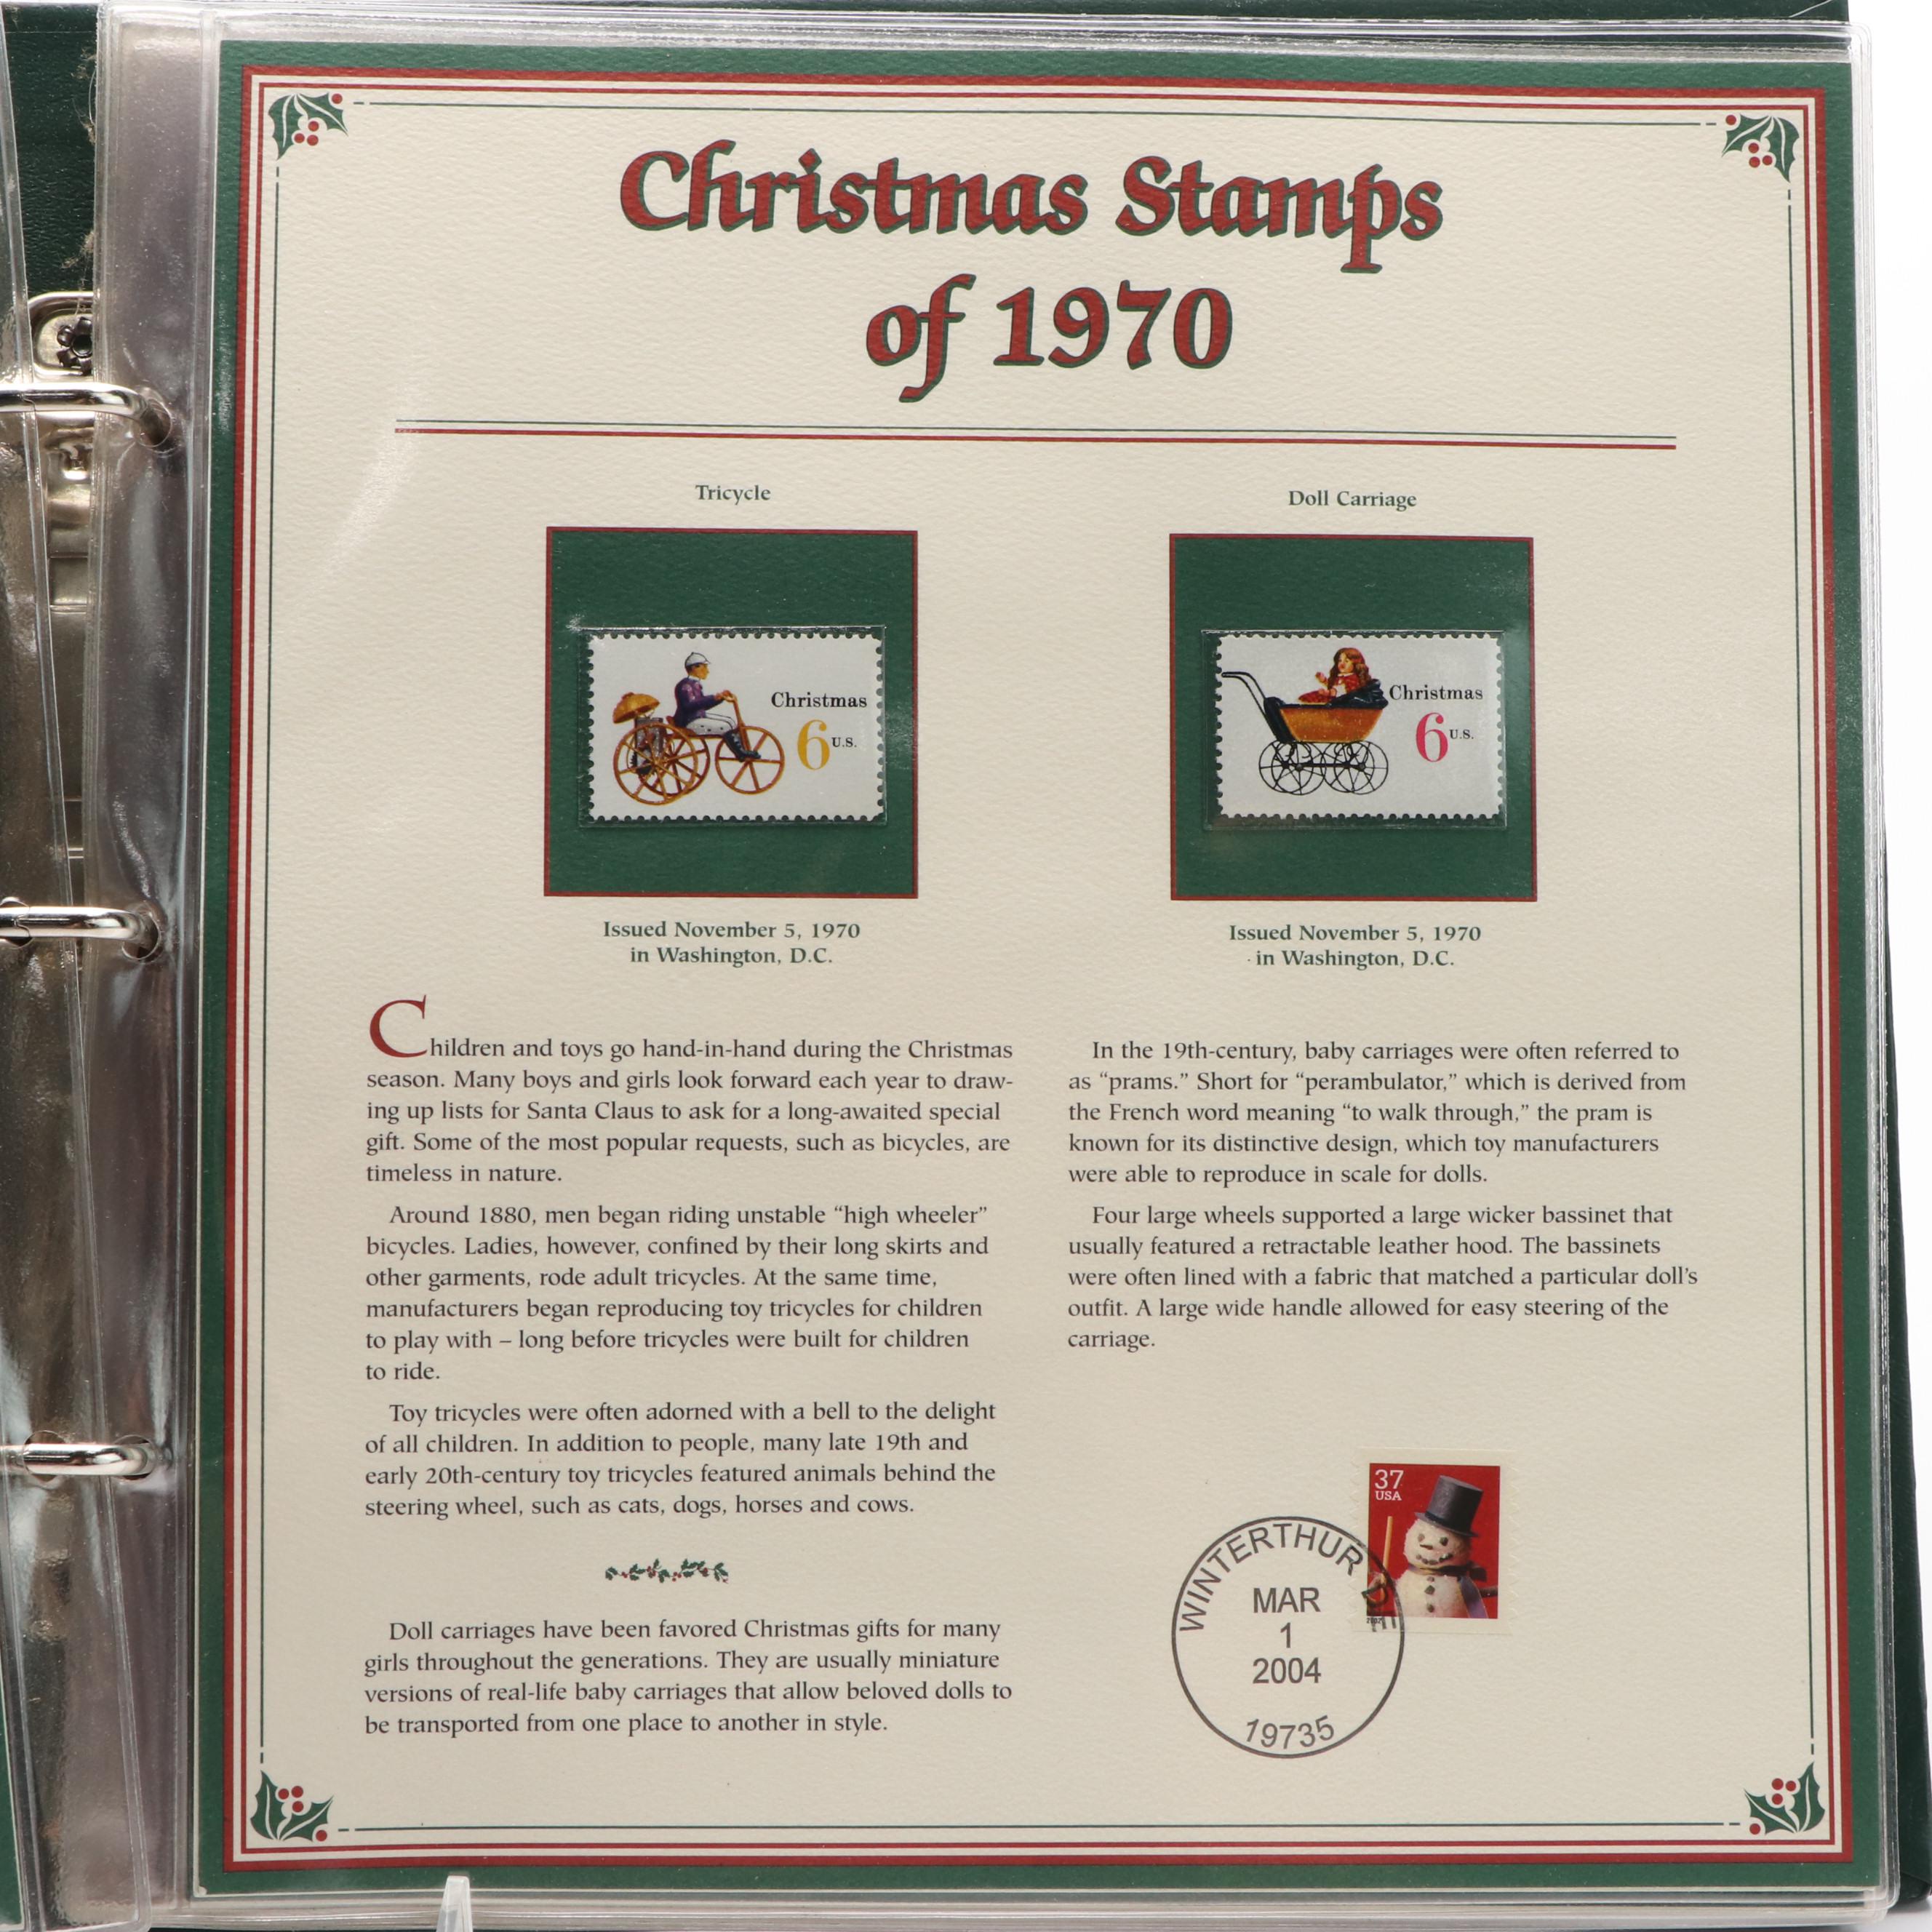 Christmas Stamps
of 1970
Tricycle
Christmas
6 U.S.
Issued November 5, 1970
in Washington, D.C.
Doll Carriage
Christmas
6 U.S.
Issued November 5, 1970
in Washington, D.C.
Children and toys go hand-in-hand during the Christmas
season. Many boys and girls look forward each year to draw-
ing up lists for Santa Claus to ask for a long-awaited special
gift. Some of the most popular requests, such as bicycles, are
timeless in nature.
Around 1880, men began riding unstable “high wheeler”
bicycles. Ladies, however, confined by their long skirts and
other garments, rode adult tricycles. At the same time,
manufacturers began reproducing toy tricycles for children
to play with – long before tricycles were built for children
to ride.
Toy tricycles were often adorned with a bell to the delight
of all children. In addition to people, many late 19th and
early 20th-century toy tricycles featured animals behind the
steering wheel, such as cats, dogs, horses and cows.
Doll carriages have been favored Christmas gifts for many
girls throughout the generations. They are usually miniature
versions of real-life baby carriages that allow beloved dolls to
be transported from one place to another in style.
In the 19th-century, baby carriages were often referred to
as “prams.” Short for “perambulator,” which is derived from
the French word meaning “to walk through,” the pram is
known for its distinctive design, which toy manufacturers
were able to reproduce in scale for dolls.
Four large wheels supported a large wicker bassinet that
usually featured a retractable leather hood. The bassinets
were often lined with a fabric that matched a particular doll’s
outfit. A large wide handle allowed for easy steering of the
carriage.
37
USA
2002
WINTERTHUR DE
MAR
1
2004
19735